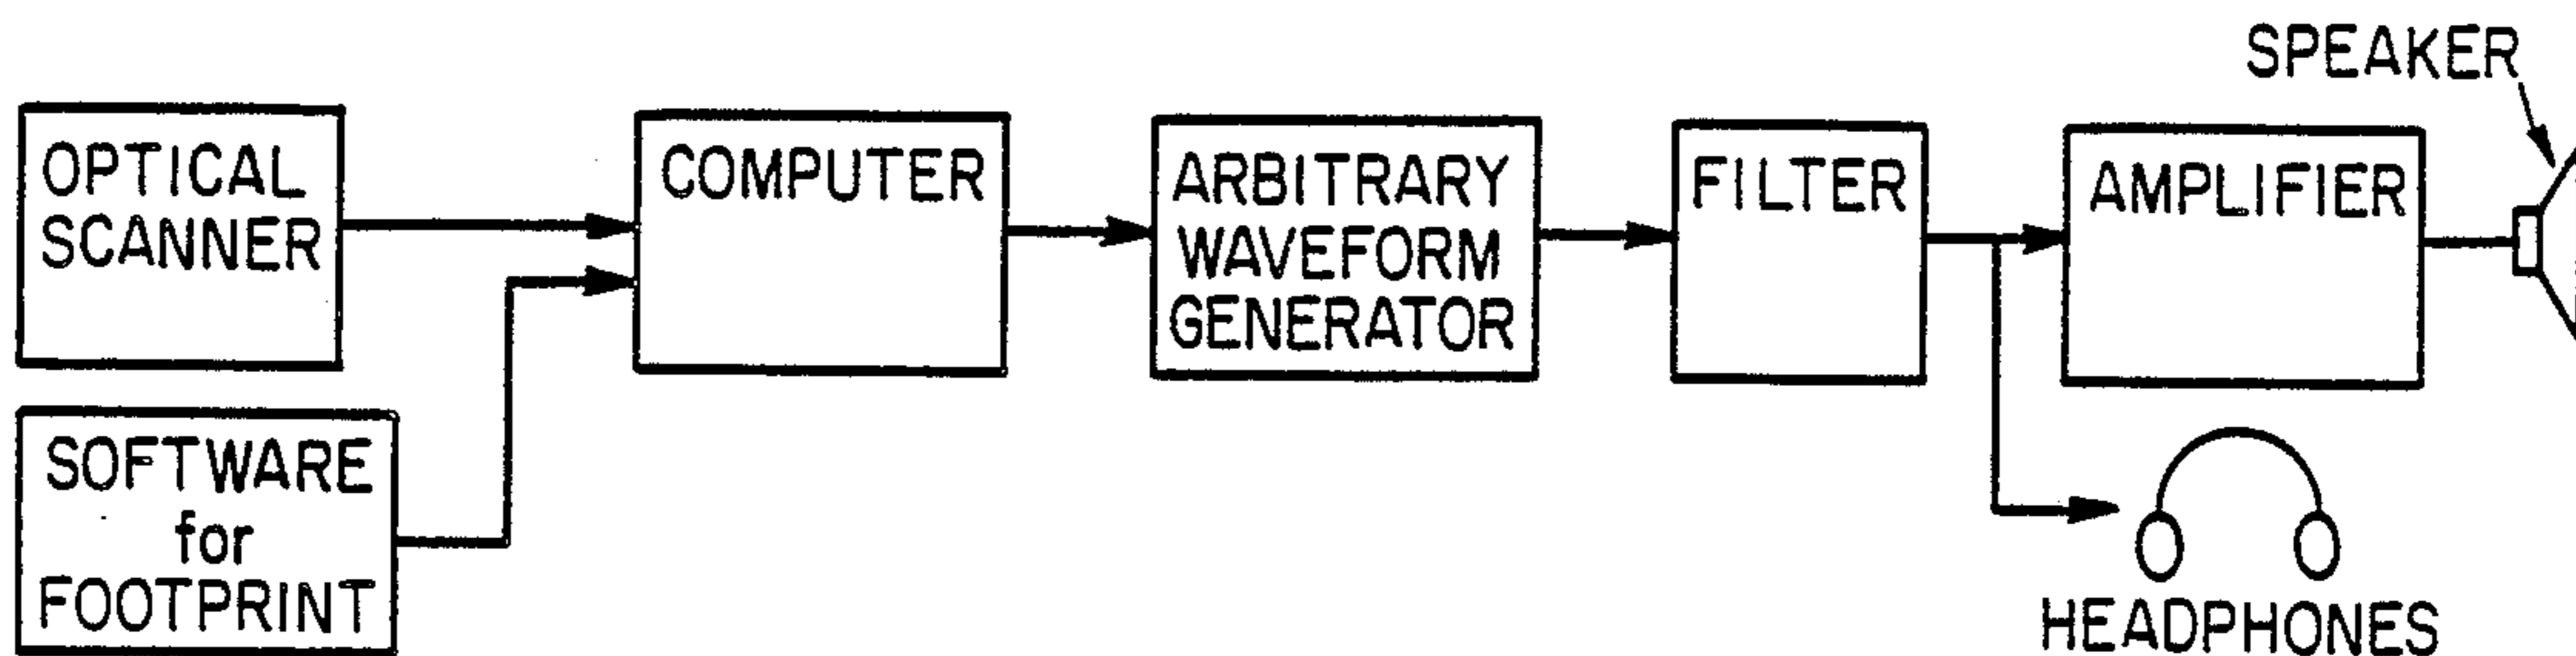 SPEAKER
OPTICAL
SCANNER
COMPUTER
ARBITRARY
WAVEFORM
GENERATOR
FILTER
AMPLIFIER
SOFTWARE
for
FOOTPRINT
HEADPHONES